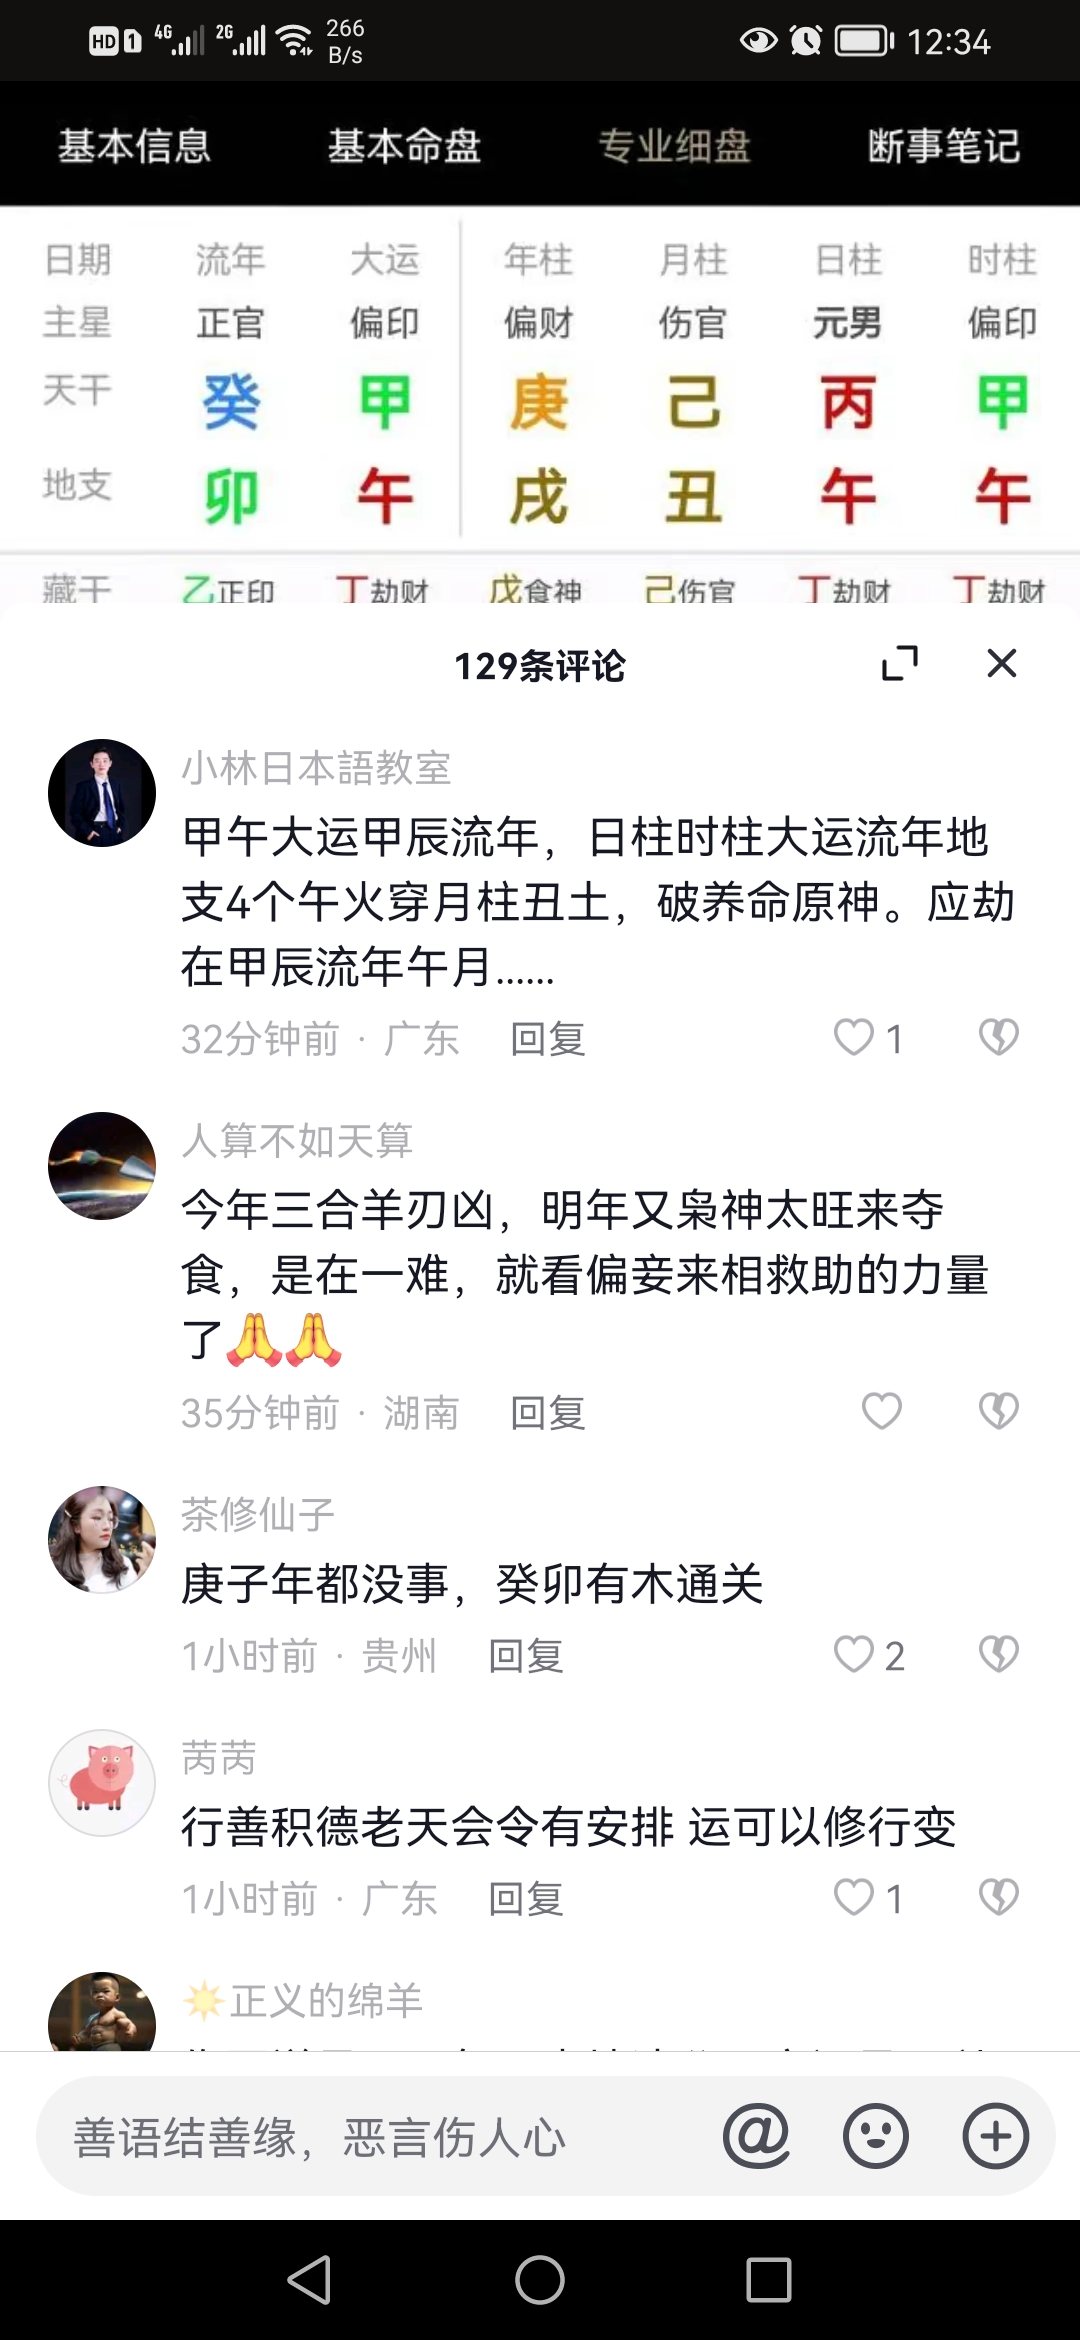 HD 1 4G 2G 266 B/s 12:34
基本信息 基本命盘 专业细盘 断事笔记
日期 流年 大运 年柱 月柱 日柱 时柱
主星 正官 偏印 偏财 伤官 元男 偏印
天干 癸 甲 庚 己 丙 甲
地支 卯 午 戌 丑 午 午
藏干 乙正印 丁劫财 戊食神 己伤官 丁劫财 丁劫财
129条评论
小林日本語教室
甲午大运甲辰流年，日柱时柱大运流年地
支4个午火穿月柱丑土，破养命原神。应劫
在甲辰流年午月……
32分钟前 · 广东 回复 1
人算不如天算
今年三合羊刃凶，明年又枭神太旺来夺
食，是在一难，就看偏妾来相救助的力量
了🙏🙏
35分钟前 · 湖南 回复
茶修仙子
庚子年都没事，癸卯有木通关
1小时前 · 贵州 回复 2
芮芮
行善积德老天会令有安排 运可以修行变
1小时前 · 广东 回复 1
☀️正义的绵羊
善语结善缘，恶言伤人心